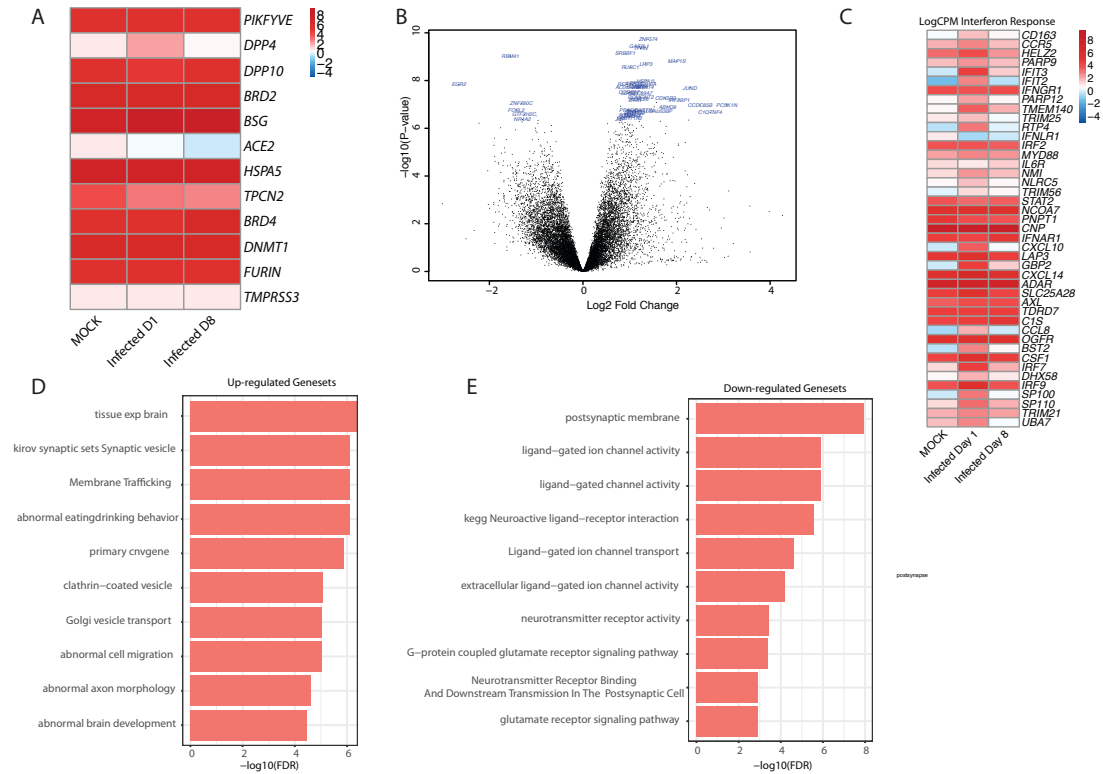 A
PIKFYVE
DPP4
DPP10
BRD2
BSG
ACE2
HSPA5
TPCN2
BRD4
DNMT1
FURIN
TMPRSS3
MOCK
Infected D1
Infected D8
8
6
4
2
0
−2
−4
B
10
8
6
4
2
0
−log10(P−value)
−2
0
2
4
Log2 Fold Change
ZNF574
LRP3
MAP1S
EGR2
JUND
C
LogCPM Interferon Response
CD163
CCR5
HELZ2
PARP9
IFIT3
IFIT2
IFNGR1
PARP12
TMEM140
TRIM25
RTP4
IFNLR1
IRF2
MYD88
IL6R
NMI
NLRC5
TRIM56
STAT2
NCOA7
PNPT1
CNP
IFNAR1
CXCL10
LAP3
GBP2
CXCL14
ADAR
SLC25A28
AXL
TDRD7
C1S
CCL8
OGFR
BST2
CSF1
IRF7
DHX58
IRF9
SP100
SP110
TRIM21
UBA7
MOCK
Infected Day 1
Infected Day 8
8
6
4
2
0
−2
−4
D
Up-regulated Genesets
tissue exp brain
kirov synaptic sets Synaptic vesicle
Membrane Trafficking
abnormal eatingdrinking behavior
primary cnvgene
clathrin−coated vesicle
Golgi vesicle transport
abnormal cell migration
abnormal axon morphology
abnormal brain development
0
2
4
6
−log10(FDR)
E
Down-regulated Genesets
postsynaptic membrane
ligand−gated ion channel activity
ligand−gated channel activity
kegg Neuroactive ligand−receptor interaction
Ligand−gated ion channel transport
extracellular ligand−gated ion channel activity
neurotransmitter receptor activity
G−protein coupled glutamate receptor signaling pathway
Neurotransmitter Receptor Binding
And Downstream Transmission In The Postsynaptic Cell
glutamate receptor signaling pathway
0
2
4
6
8
−log10(FDR)
postsynapse